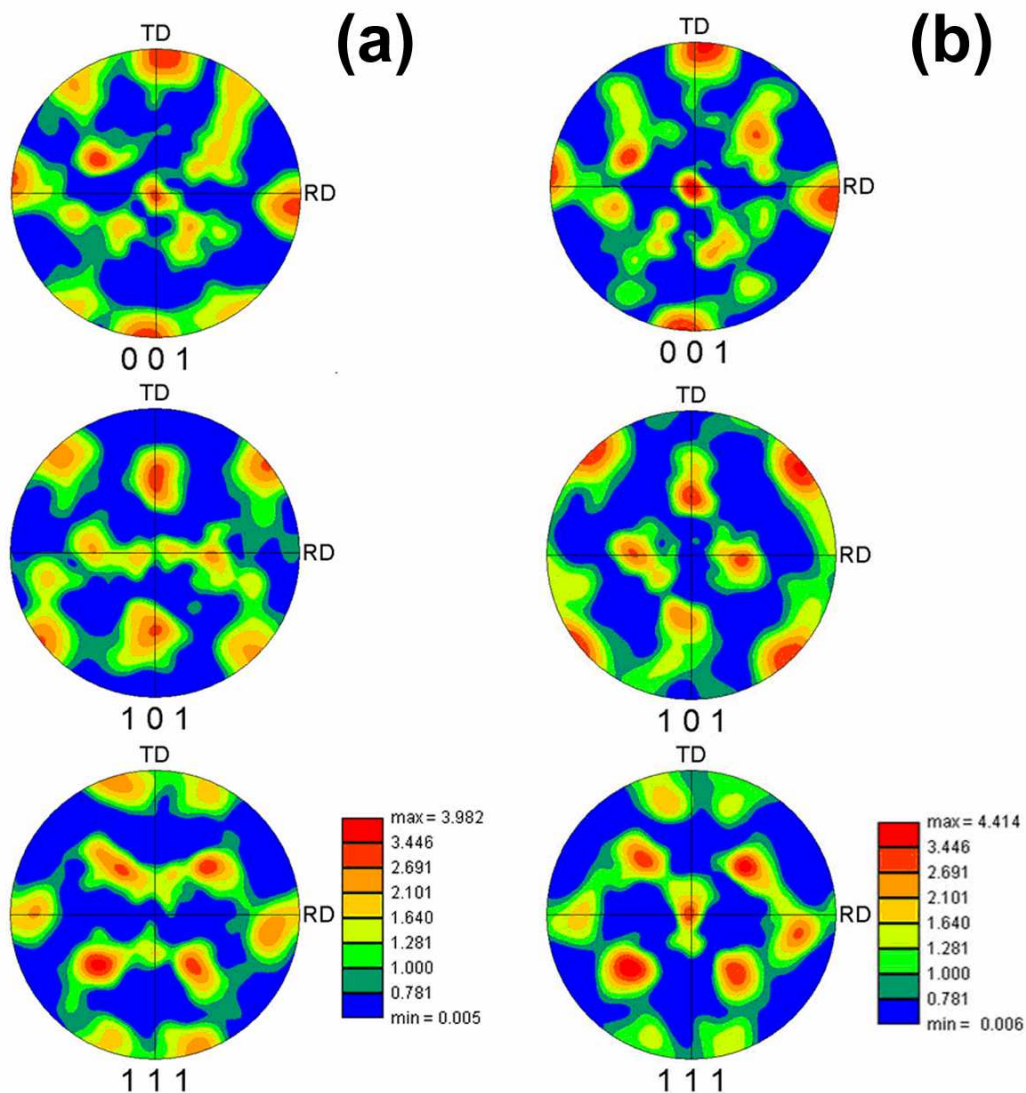 (a)
TD
RD
0 0 1
TD
RD
1 0 1
TD
RD
1 1 1
max = 3.982
3.446
2.691
2.101
1.640
1.281
1.000
0.781
min = 0.005
(b)
TD
RD
0 0 1
TD
RD
1 0 1
TD
RD
1 1 1
max = 4.414
3.446
2.691
2.101
1.640
1.281
1.000
0.781
min = 0.006